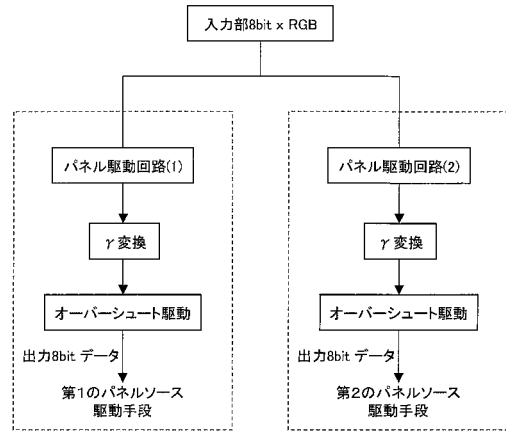 入力部8bit x RGB
パネル駆動回路(1)
γ変換
オーバーシュート駆動
出力8bit データ
第1のパネルソース
駆動手段
パネル駆動回路(2)
γ変換
オーバーシュート駆動
出力8bit データ
第2のパネルソース
駆動手段